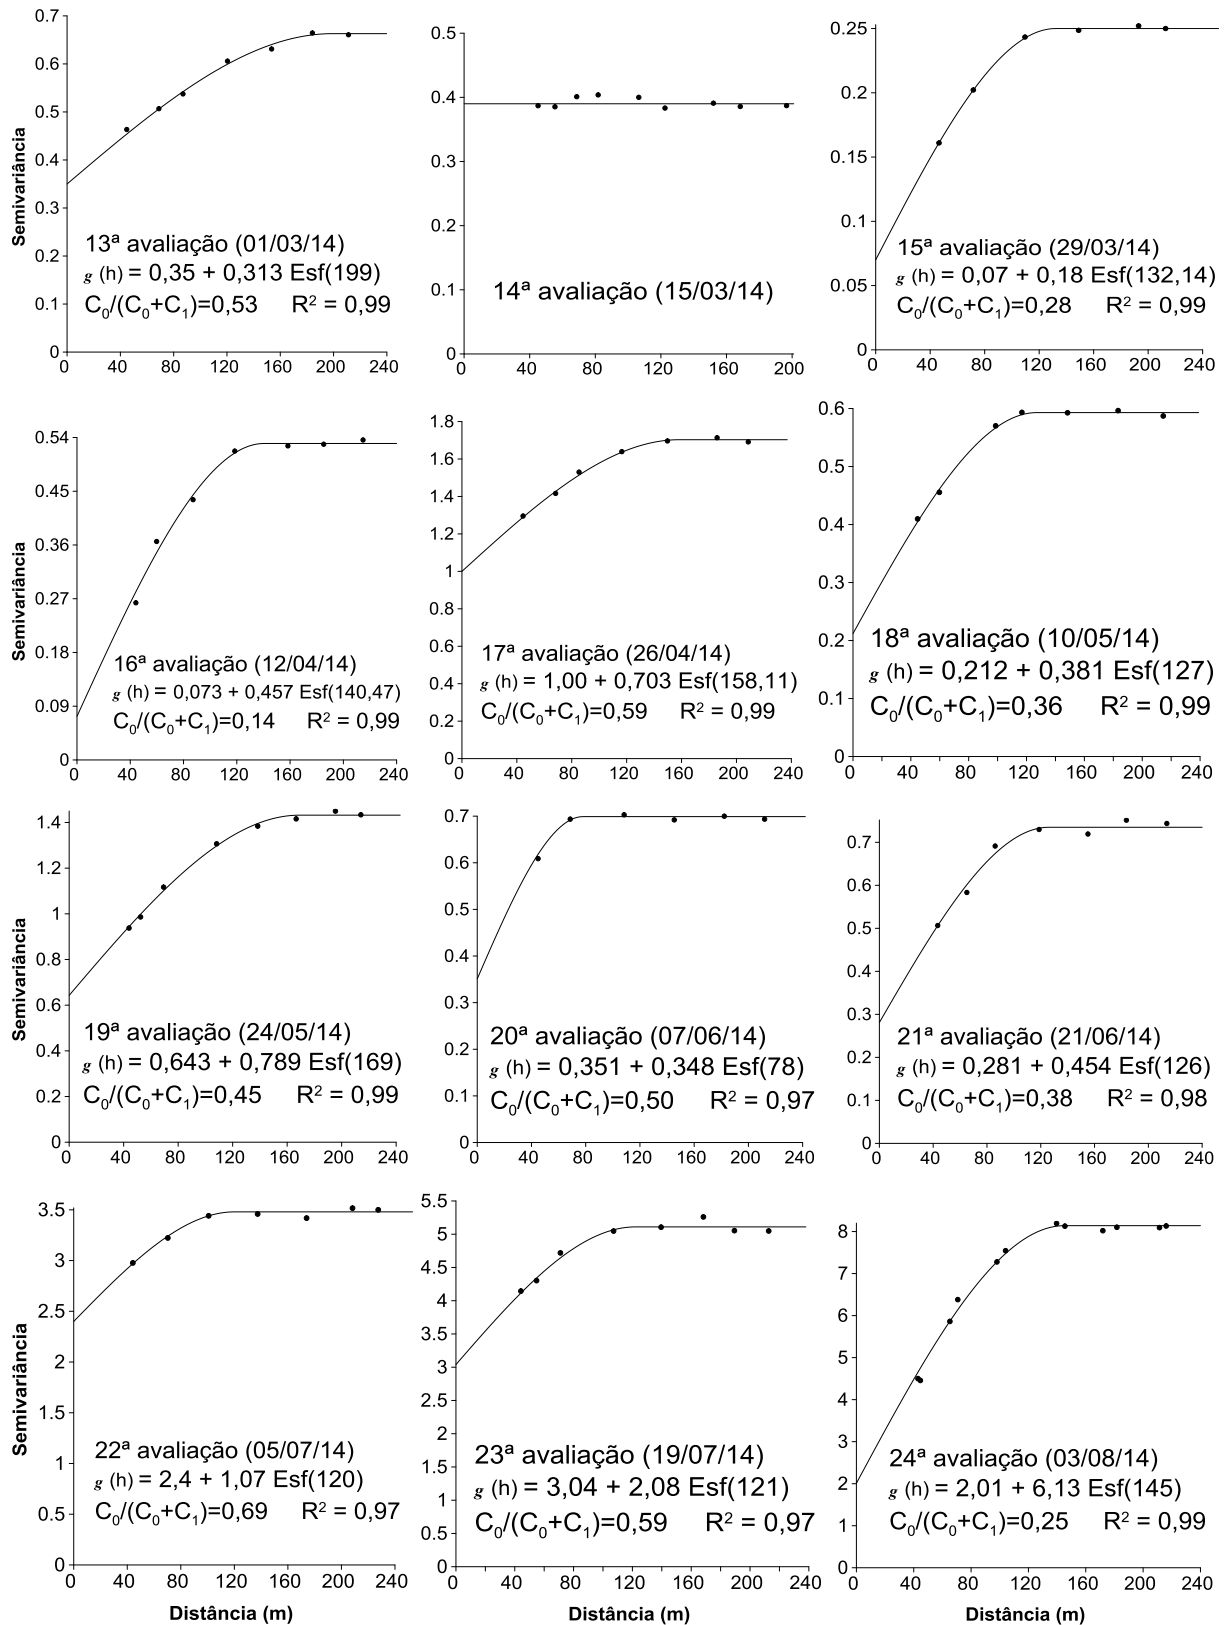 0.7
0.6
0.5
0.4
0.3
0.2
0.1
0
Semivariância
13ª avaliação (01/03/14)
g (h) = 0,35 + 0,313 Esf(199)
C₀/(C₀+C₁)=0,53 R² = 0,99
0 40 80 120 160 200 240
0.5
0.4
0.3
0.2
0.1
0
14ª avaliação (15/03/14)
0 40 80 120 160 200
0.25
0.2
0.15
0.1
0.05
0
15ª avaliação (29/03/14)
g (h) = 0,07 + 0,18 Esf(132,14)
C₀/(C₀+C₁)=0,28 R² = 0,99
0 40 80 120 160 200 240
0.54
0.45
0.36
0.27
0.18
0.09
0
Semivariância
16ª avaliação (12/04/14)
g (h) = 0,073 + 0,457 Esf(140,47)
C₀/(C₀+C₁)=0,14 R² = 0,99
0 40 80 120 160 200 240
1.8
1.6
1.4
1.2
1
0.8
0.6
0.4
0.2
0
17ª avaliação (26/04/14)
g (h) = 1,00 + 0,703 Esf(158,11)
C₀/(C₀+C₁)=0,59 R² = 0,99
0 40 80 120 160 200 240
0.6
0.5
0.4
0.3
0.2
0.1
0
18ª avaliação (10/05/14)
g (h) = 0,212 + 0,381 Esf(127)
C₀/(C₀+C₁)=0,36 R² = 0,99
0 40 80 120 160 200 240
1.4
1.2
1
0.8
0.6
0.4
0.2
0
Semivariância
19ª avaliação (24/05/14)
g (h) = 0,643 + 0,789 Esf(169)
C₀/(C₀+C₁)=0,45 R² = 0,99
0 40 80 120 160 200 240
0.7
0.6
0.5
0.4
0.3
0.2
0.1
0
20ª avaliação (07/06/14)
g (h) = 0,351 + 0,348 Esf(78)
C₀/(C₀+C₁)=0,50 R² = 0,97
0 40 80 120 160 200 240
0.7
0.6
0.5
0.4
0.3
0.2
0.1
0
21ª avaliação (21/06/14)
g (h) = 0,281 + 0,454 Esf(126)
C₀/(C₀+C₁)=0,38 R² = 0,98
0 40 80 120 160 200 240
3.5
3
2.5
2
1.5
1
0.5
0
Semivariância
22ª avaliação (05/07/14)
g (h) = 2,4 + 1,07 Esf(120)
C₀/(C₀+C₁)=0,69 R² = 0,97
0 40 80 120 160 200 240
Distância (m)
5.5
5
4.5
4
3.5
3
2.5
2
1.5
1
0.5
0
23ª avaliação (19/07/14)
g (h) = 3,04 + 2,08 Esf(121)
C₀/(C₀+C₁)=0,59 R² = 0,97
0 40 80 120 160 200 240
Distância (m)
8
7
6
5
4
3
2
1
0
24ª avaliação (03/08/14)
g (h) = 2,01 + 6,13 Esf(145)
C₀/(C₀+C₁)=0,25 R² = 0,99
0 40 80 120 160 200 240
Distância (m)